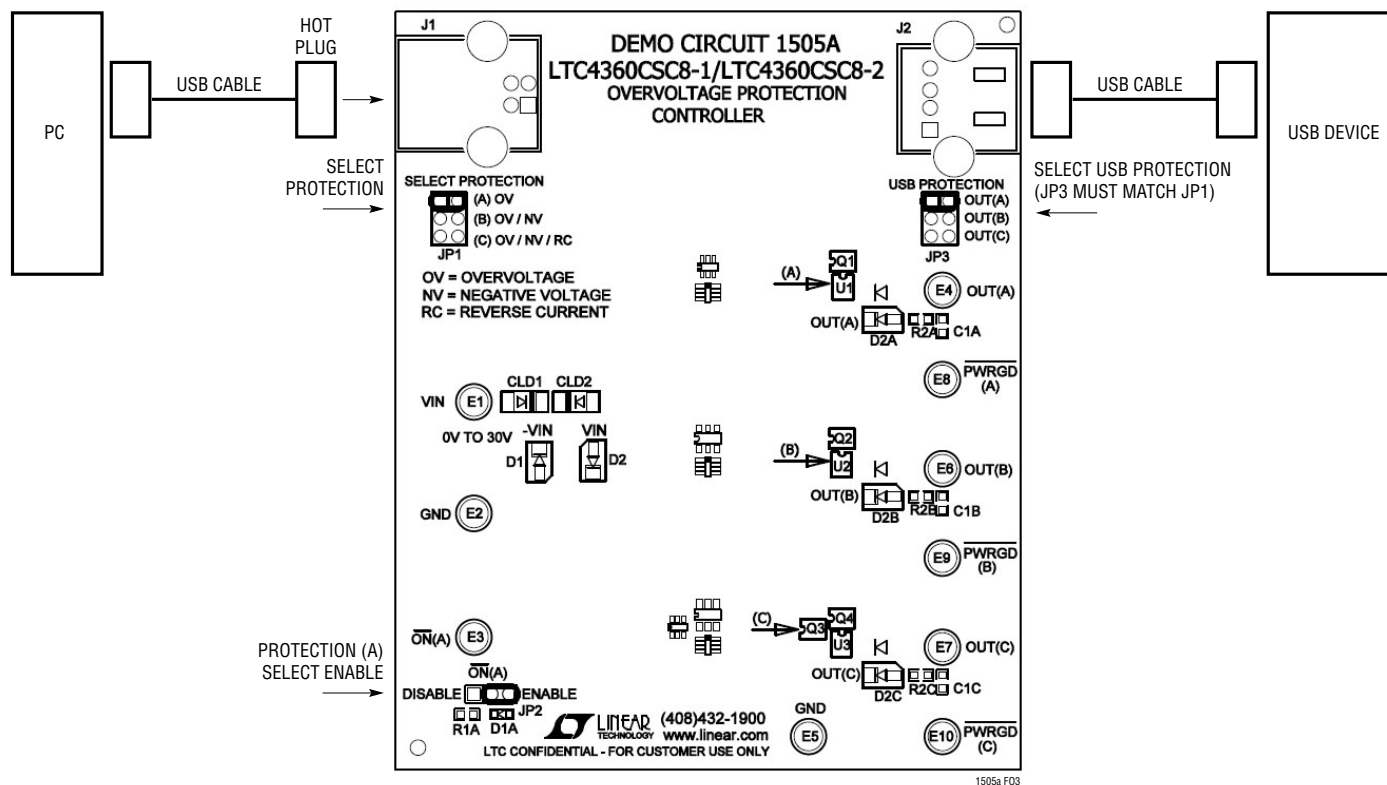 HOT
PLUG
USB CABLE
PC
J1
J2
DEMO CIRCUIT 1505A
LTC4360CSC8-1/LTC4360CSC8-2
OVERVOLTAGE PROTECTION
CONTROLLER
USB CABLE
USB DEVICE
SELECT
PROTECTION
SELECT PROTECTION
(A) OV
(B) OV / NV
(C) OV / NV / RC
JP1
OV = OVERVOLTAGE
NV = NEGATIVE VOLTAGE
RC = REVERSE CURRENT
USB PROTECTION
OUT(A)
OUT(B)
OUT(C)
JP3
SELECT USB PROTECTION
(JP3 MUST MATCH JP1)
(A)
Q1
U1
E4
OUT(A)
OUT(A)
D2A
R2A
C1A
E8
PWRGD
(A)
VIN
E1
CLD1
CLD2
0V TO 30V
-VIN
VIN
D1
D2
GND
E2
(B)
Q2
U2
E6
OUT(B)
OUT(B)
D2B
R2B
C1B
E9
PWRGD
(B)
ON(A)
E3
PROTECTION (A)
SELECT ENABLE
ON(A)
DISABLE
ENABLE
JP2
R1A
D1A
(C)
Q3
Q4
U3
E7
OUT(C)
OUT(C)
D2C
R2C
C1C
GND
E5
E10
PWRGD
(C)
LINEAR
TECHNOLOGY
(408)432-1900
www.linear.com
LTC CONFIDENTIAL - FOR CUSTOMER USE ONLY
1505a F03